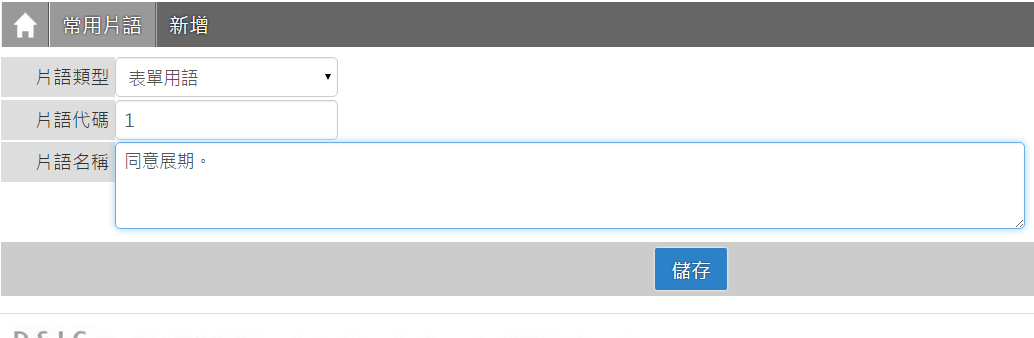 常用片語 新增
片語類型 表單用語
片語代碼 1
片語名稱 同意展期。
儲存